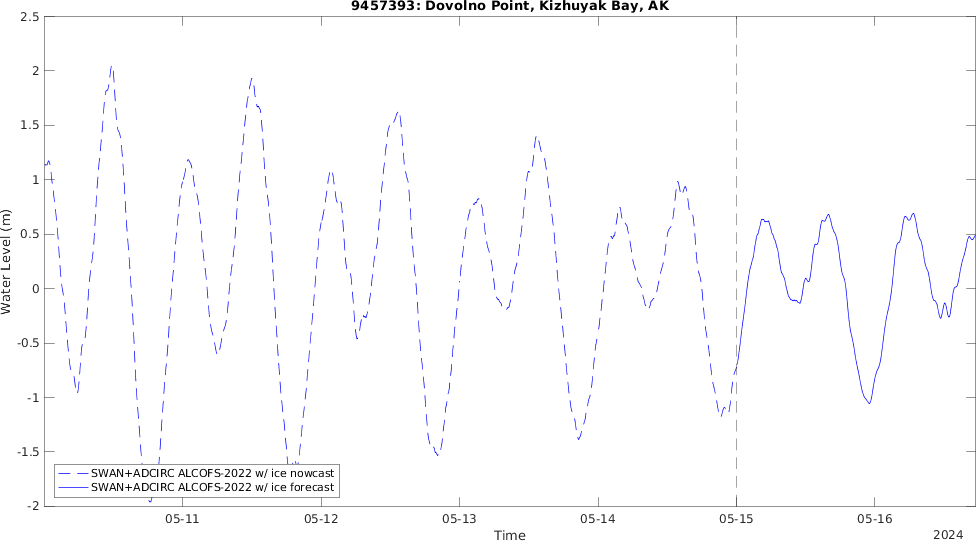 9457393: Dovolno Point, Kizhuyak Bay, AK
2.5
2
1.5
1
0.5
0
-0.5
-1
-1.5
-2
Water Level (m)
SWAN+ADCIRC ALCOFS-2022 w/ ice nowcast
SWAN+ADCIRC ALCOFS-2022 w/ ice forecast
05-11 05-12 05-13 05-14 05-15 05-16
Time
2024